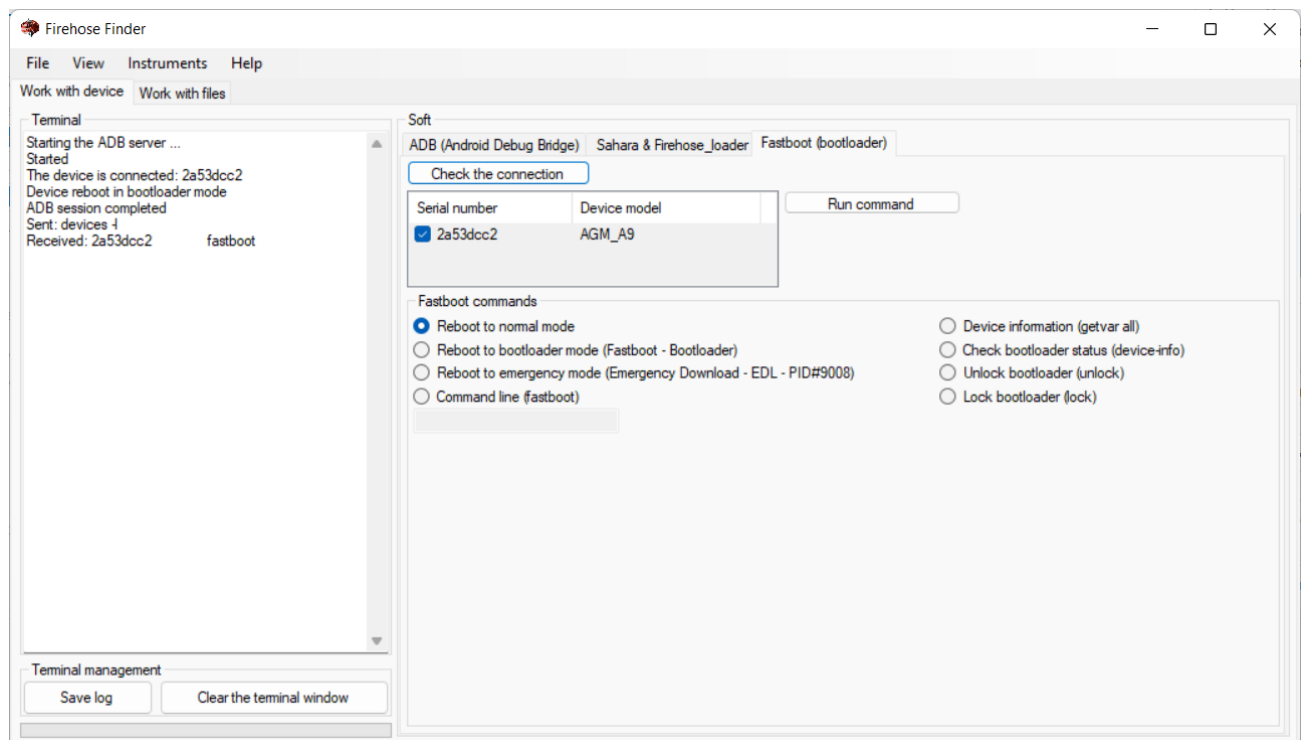 Firehose Finder
File View Instruments Help
Work with device Work with files
Terminal
Starting the ADB server ...
Started
The device is connected: 2a53dcc2
Device reboot in bootloader mode
ADB session completed
Sent: devices -l
Received: 2a53dcc2 fastboot
Terminal management
Save log Clear the terminal window
Soft
ADB (Android Debug Bridge) Sahara & Firehose_loader Fastboot (bootloader)
Check the connection
Serial number Device model
2a53dcc2 AGM_A9
Run command
Fastboot commands
Reboot to normal mode
Reboot to bootloader mode (Fastboot - Bootloader)
Reboot to emergency mode (Emergency Download - EDL - PID#9008)
Command line (fastboot)
Device information (getvar all)
Check bootloader status (device-info)
Unlock bootloader (unlock)
Lock bootloader (lock)